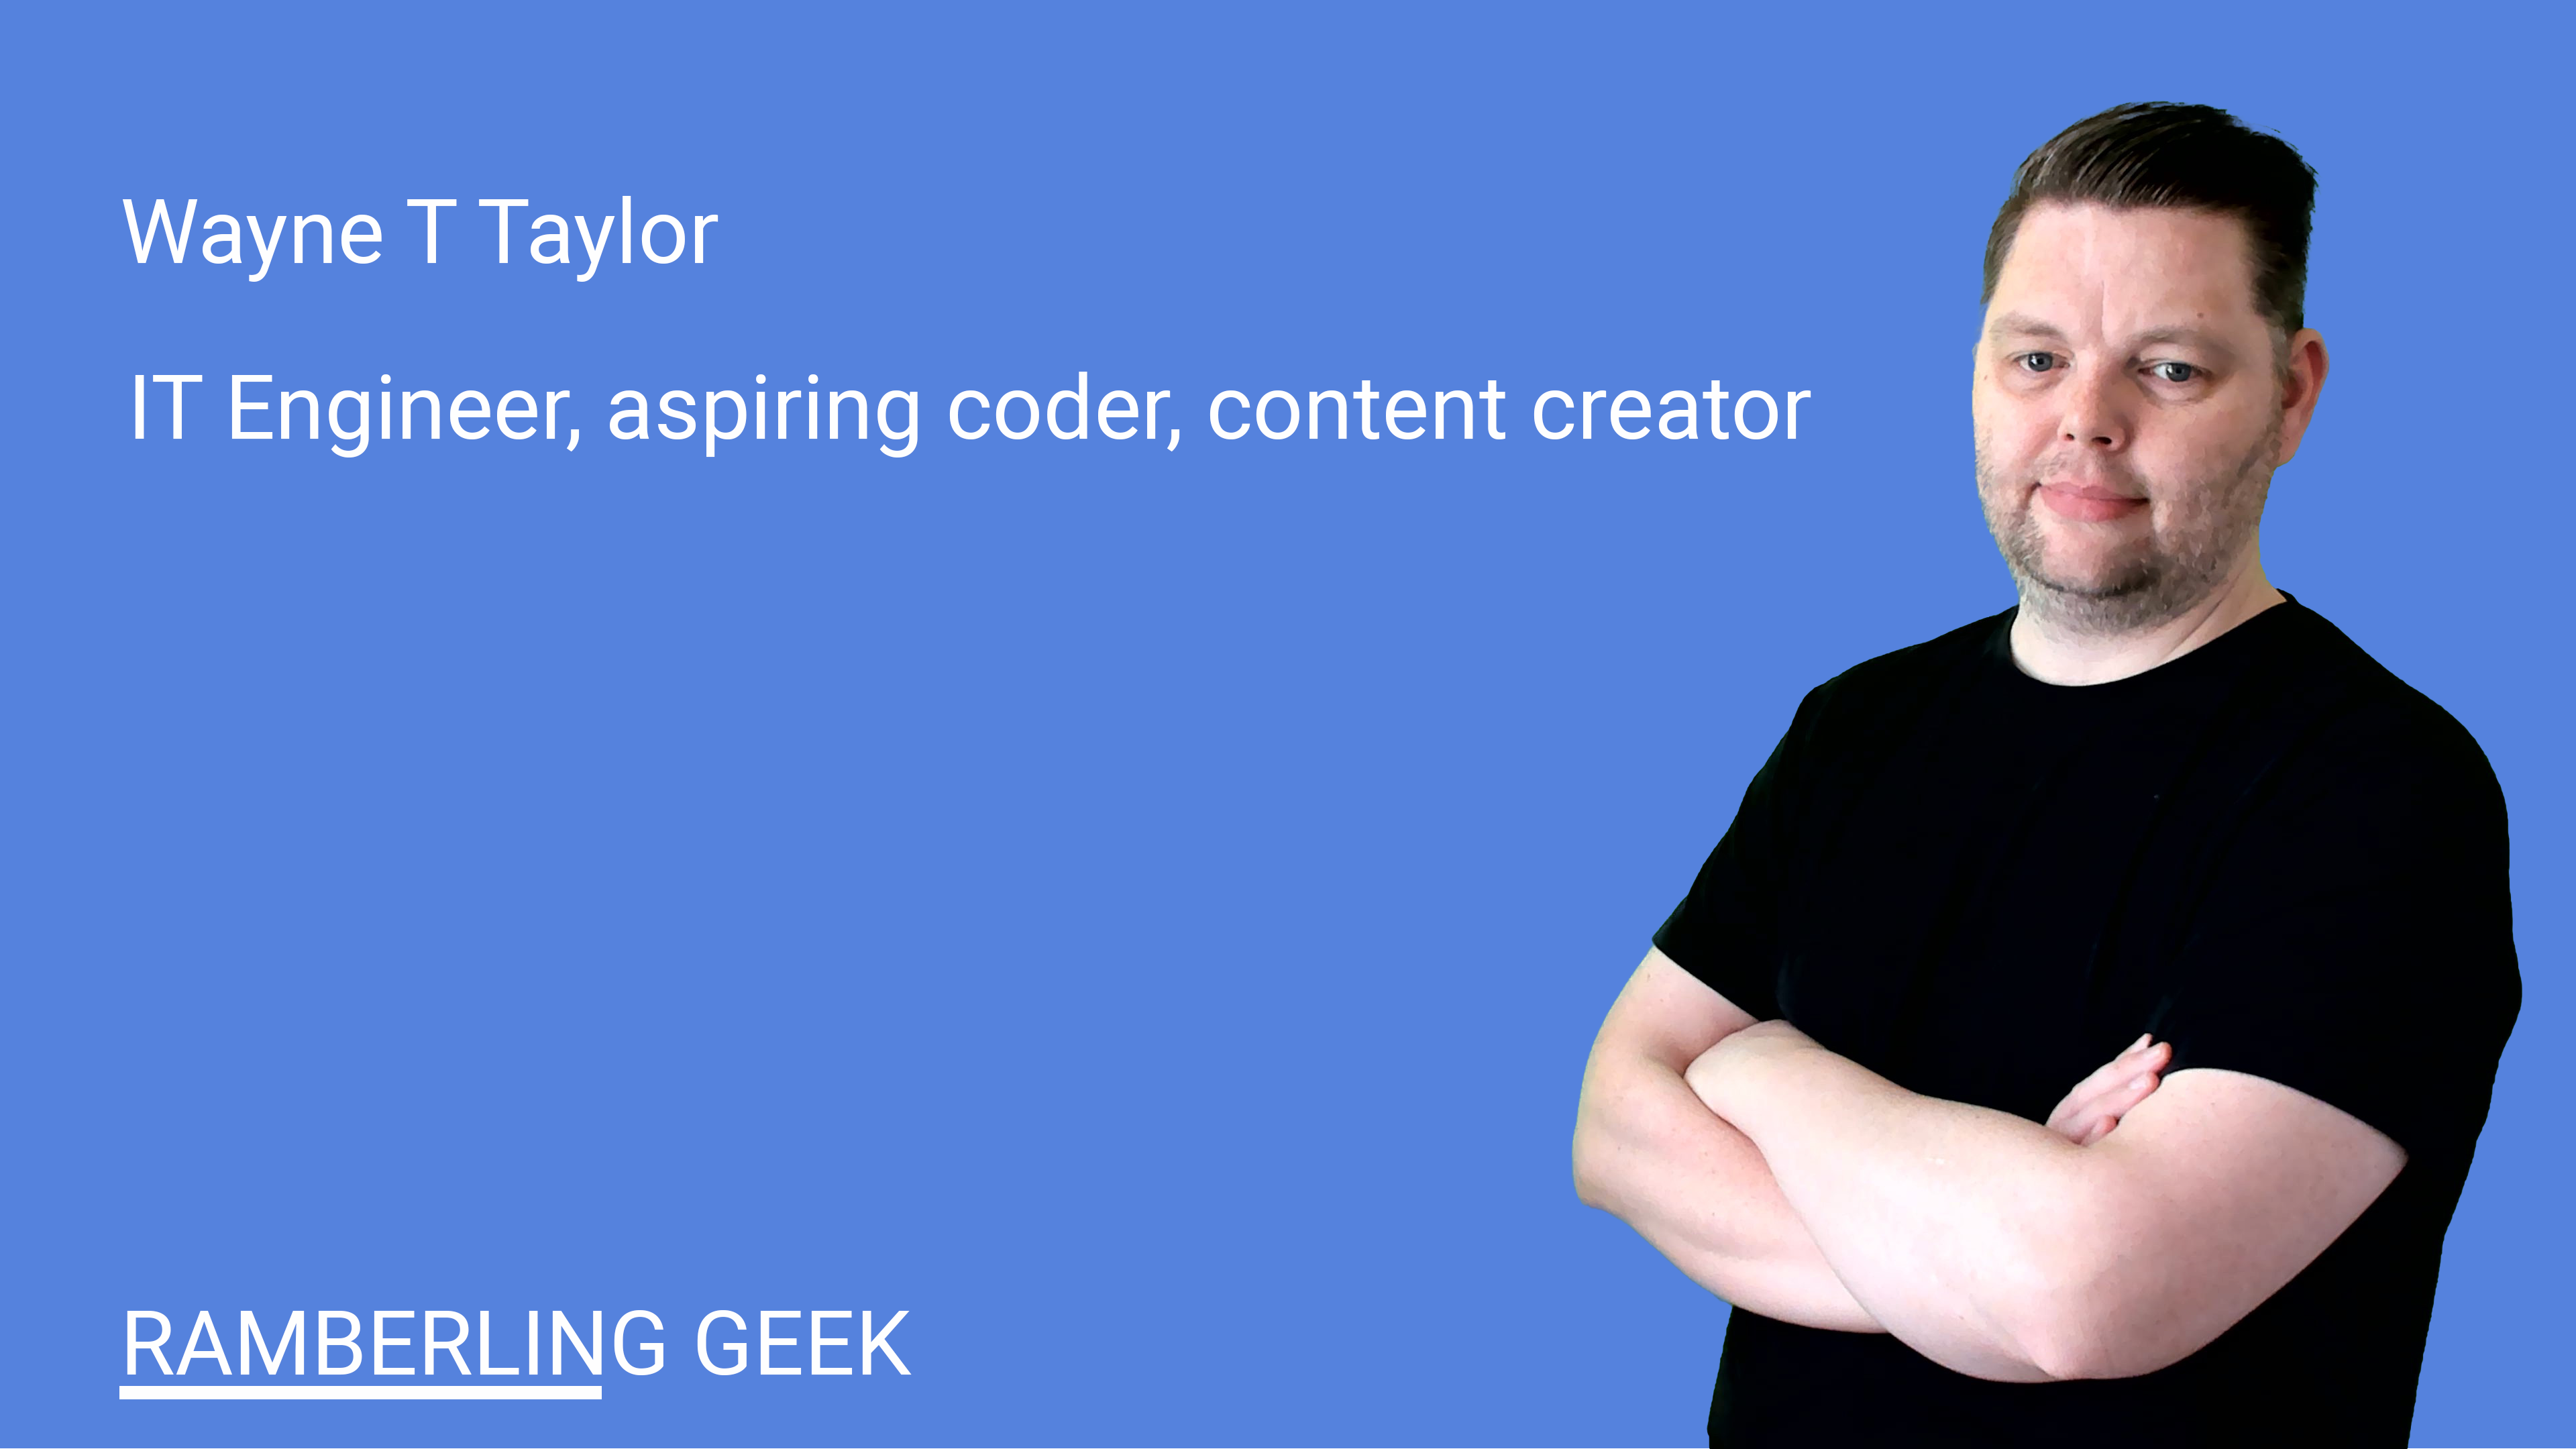 Wayne T Taylor
IT Engineer, aspiring coder, content creator
RAMBERLING GEEK